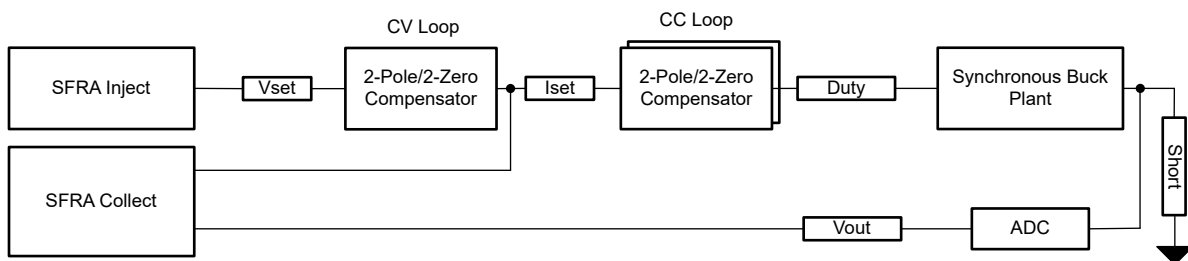 CV Loop
CC Loop
SFRA Inject
Vset
2-Pole/2-Zero
Compensator
Iset
2-Pole/2-Zero
Compensator
Duty
Synchronous Buck
Plant
Short
SFRA Collect
Vout
ADC